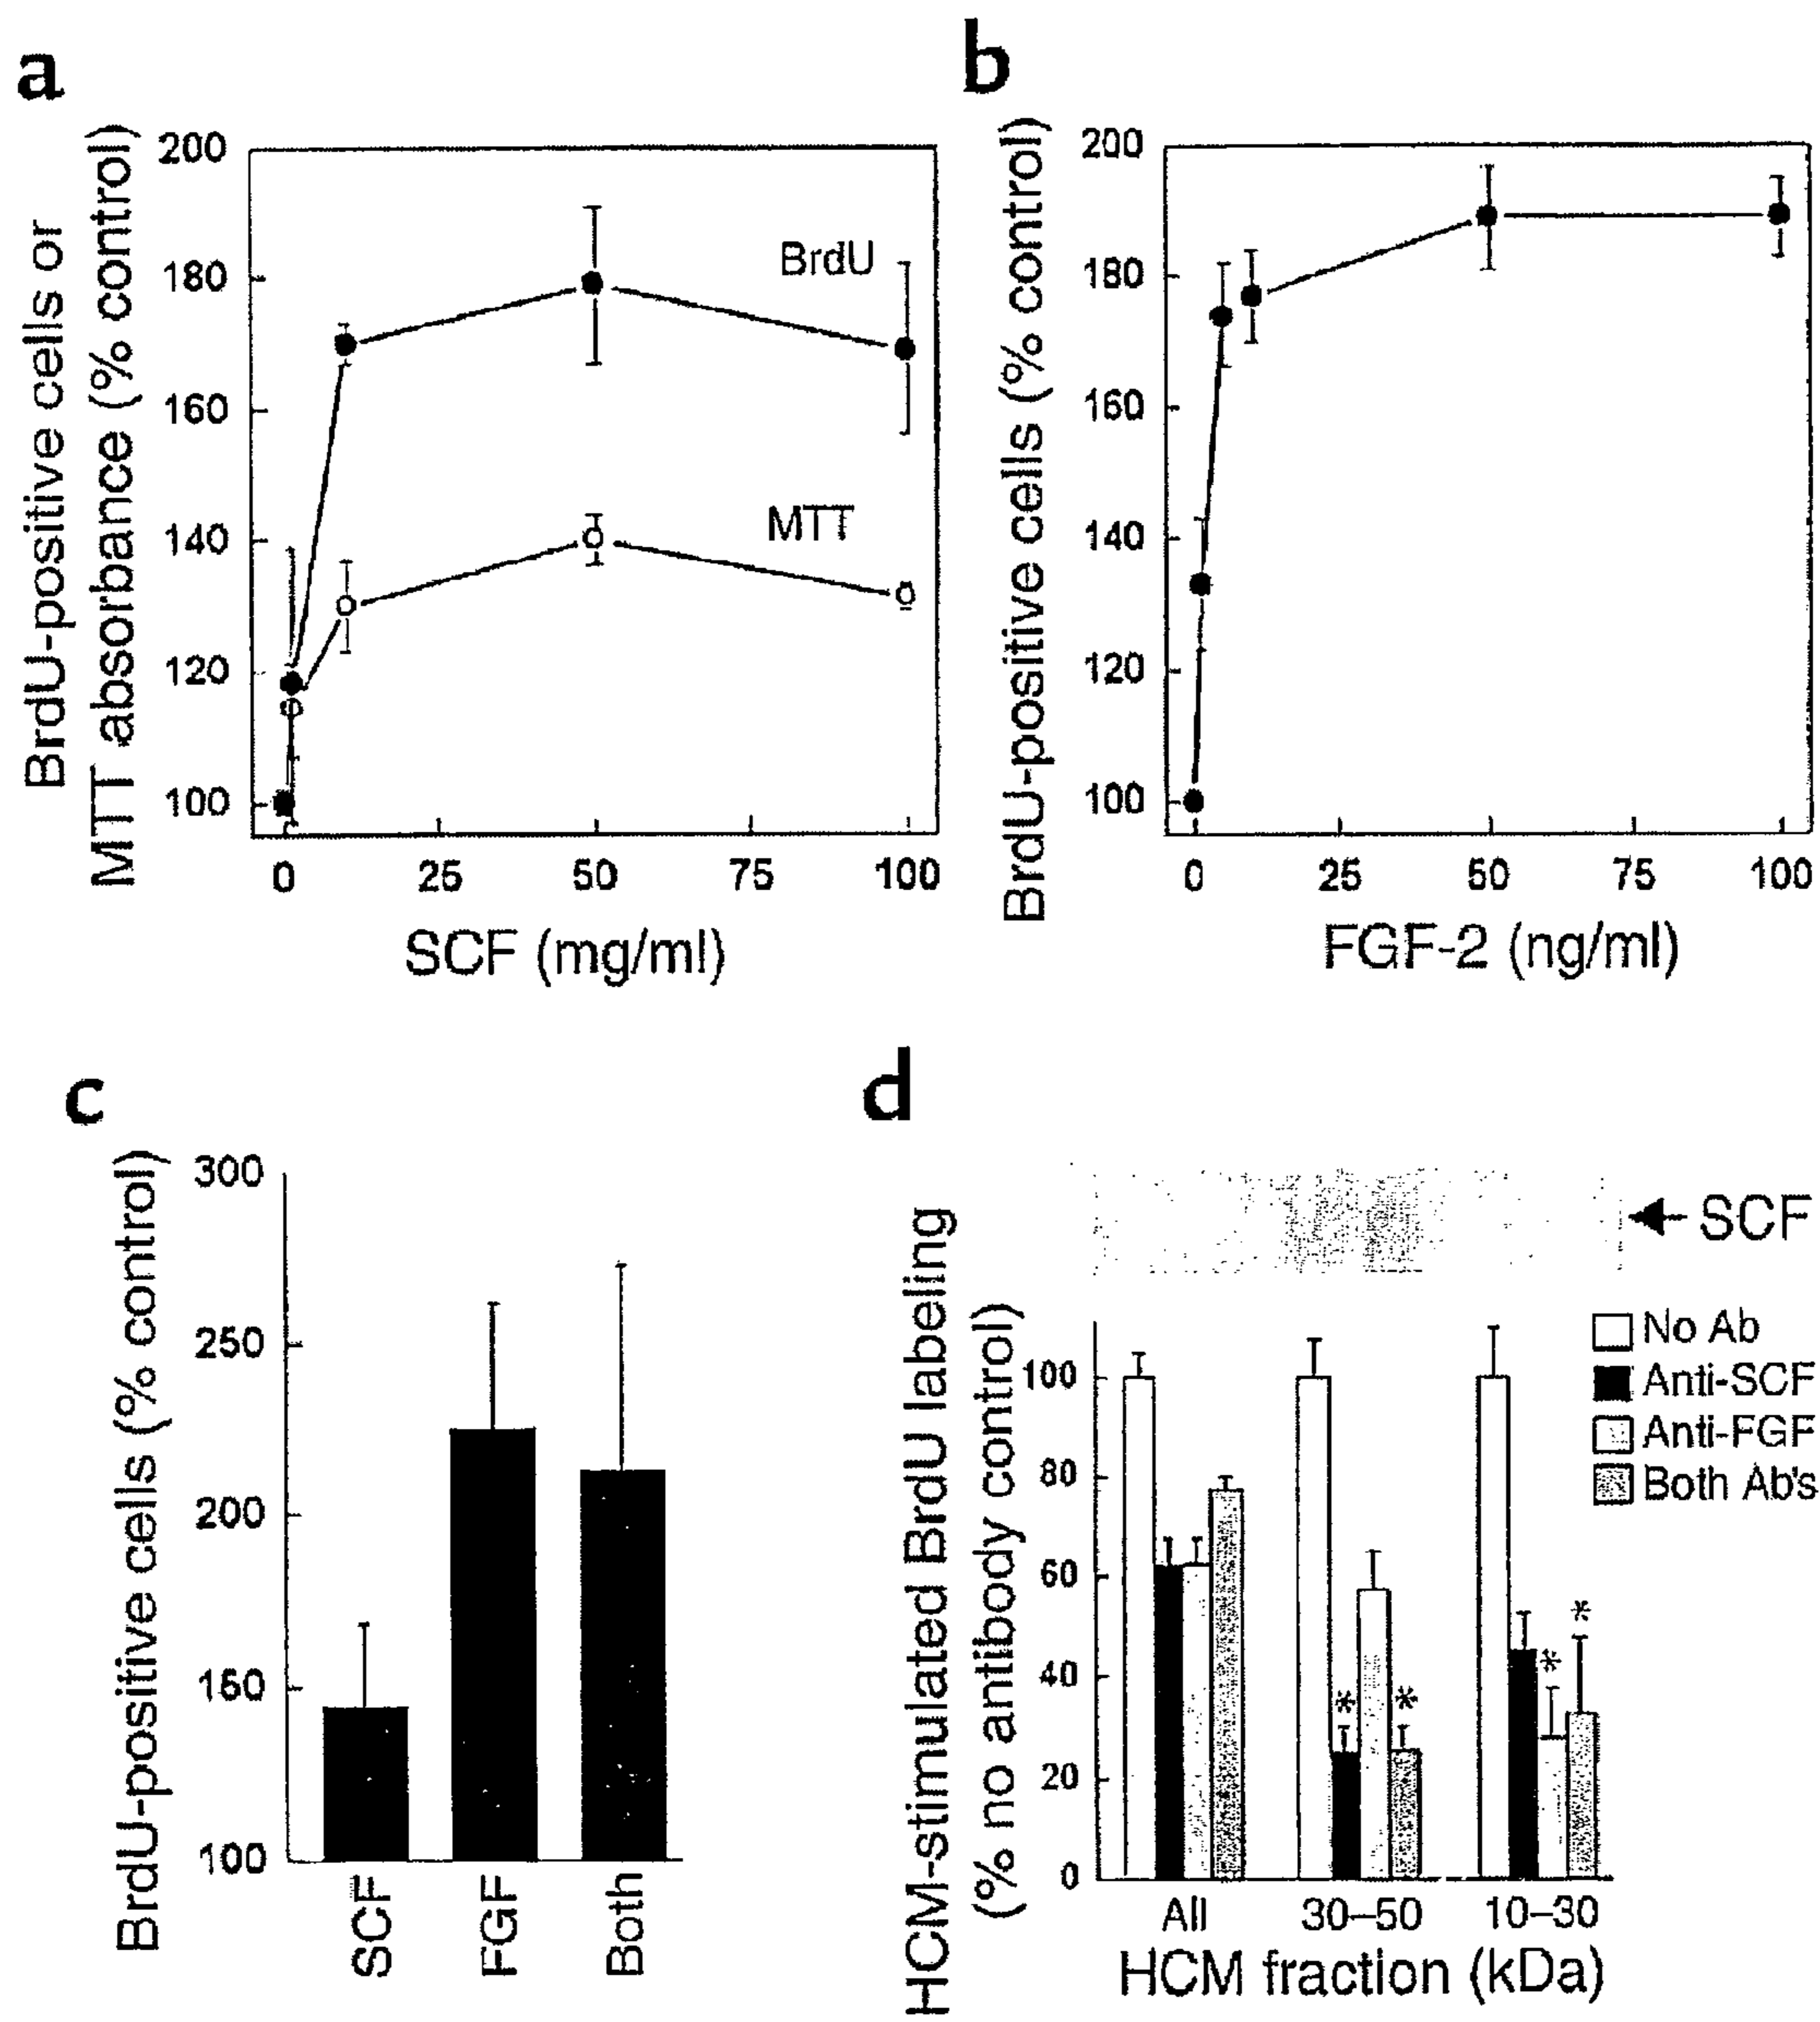 a
BrdU-positive cells or
MTT absorbance (% control)
200
180
160
140
120
100
BrdU
MTT
0 25 50 75 100
SCF (mg/ml)
b
BrdU-positive cells (% control)
200
180
160
140
120
100
0 25 50 75 100
FGF-2 (ng/ml)
c
BrdU-positive cells (% control)
300
250
200
150
100
SCF
FGF
Both
d
SCF
HCM-stimulated BrdU labeling
(% no antibody control)
100
80
60
40
20
0
No Ab
Anti-SCF
Anti-FGF
Both Ab's
* *
* *
All 30–50 10–30
HCM fraction (kDa)